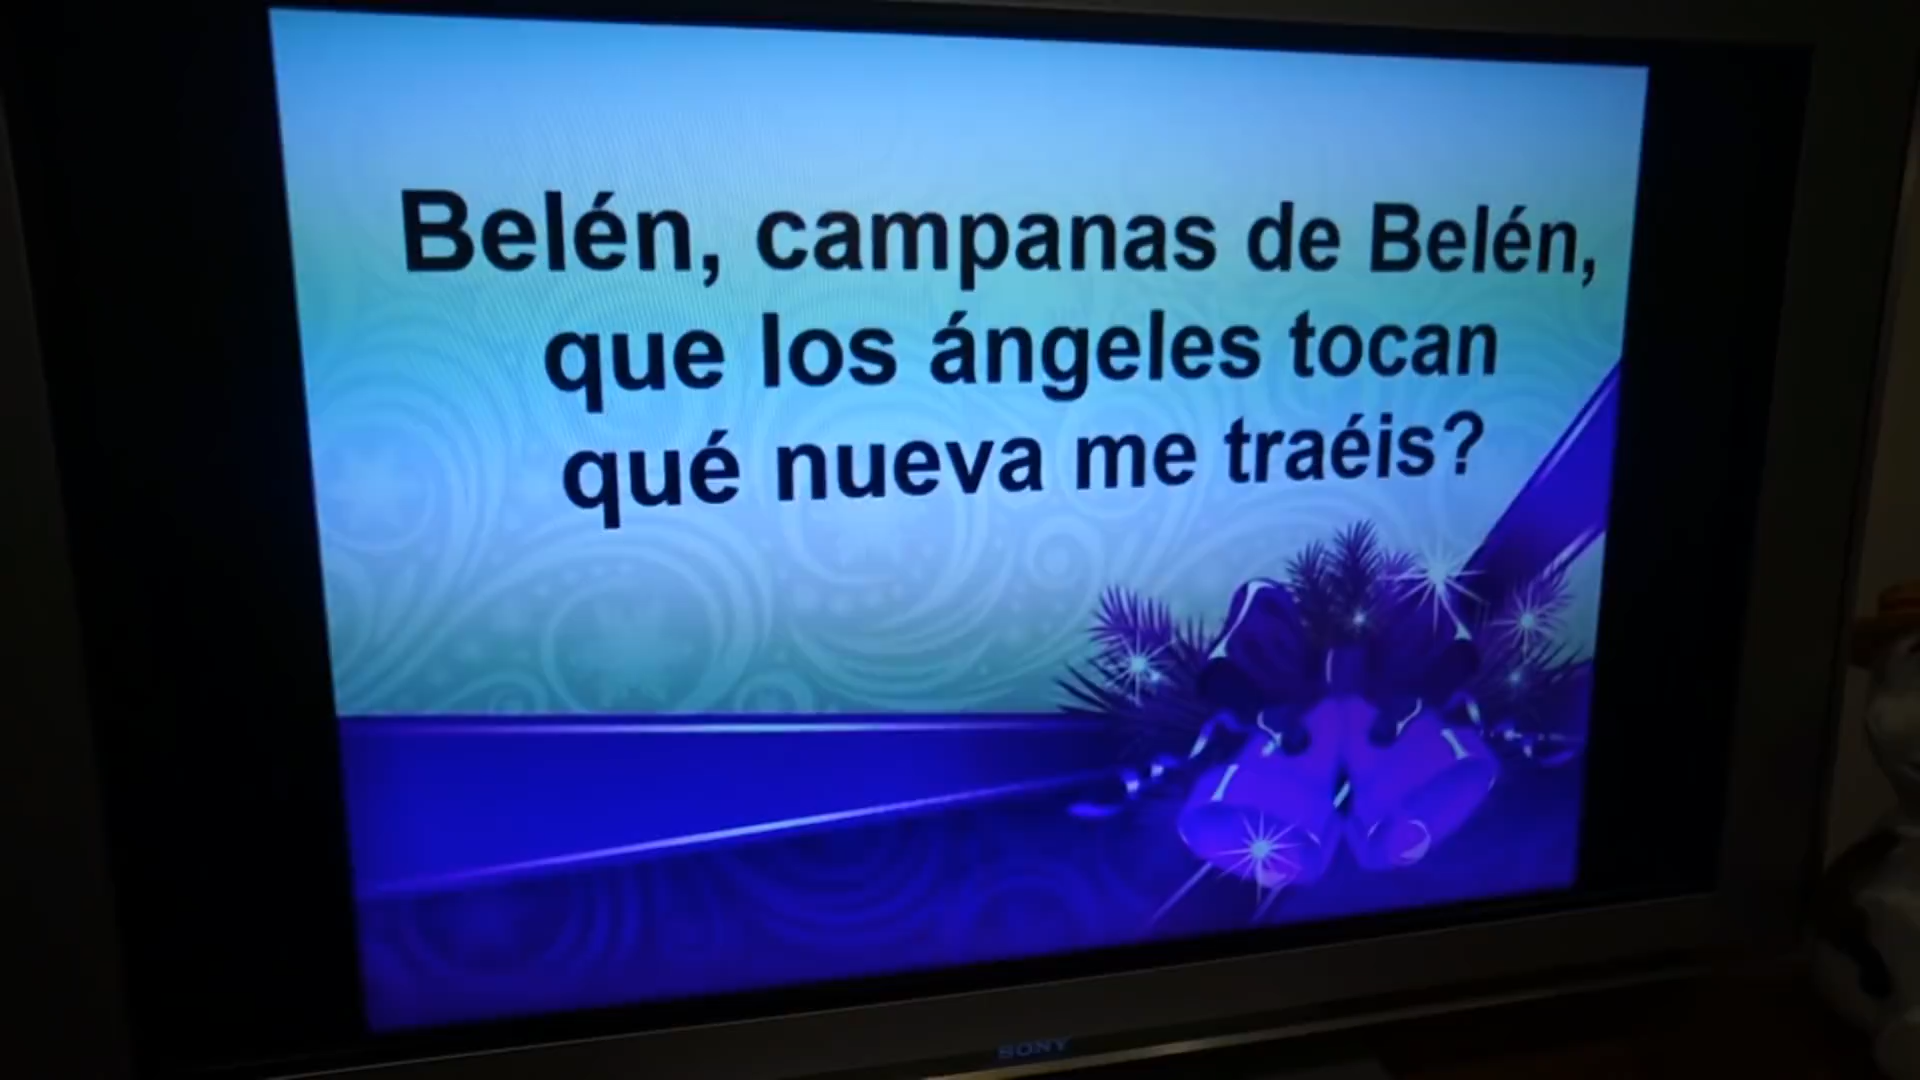 Belén, campanas de Belén,
que los ángeles tocan
qué nueva me traéis?
SONY